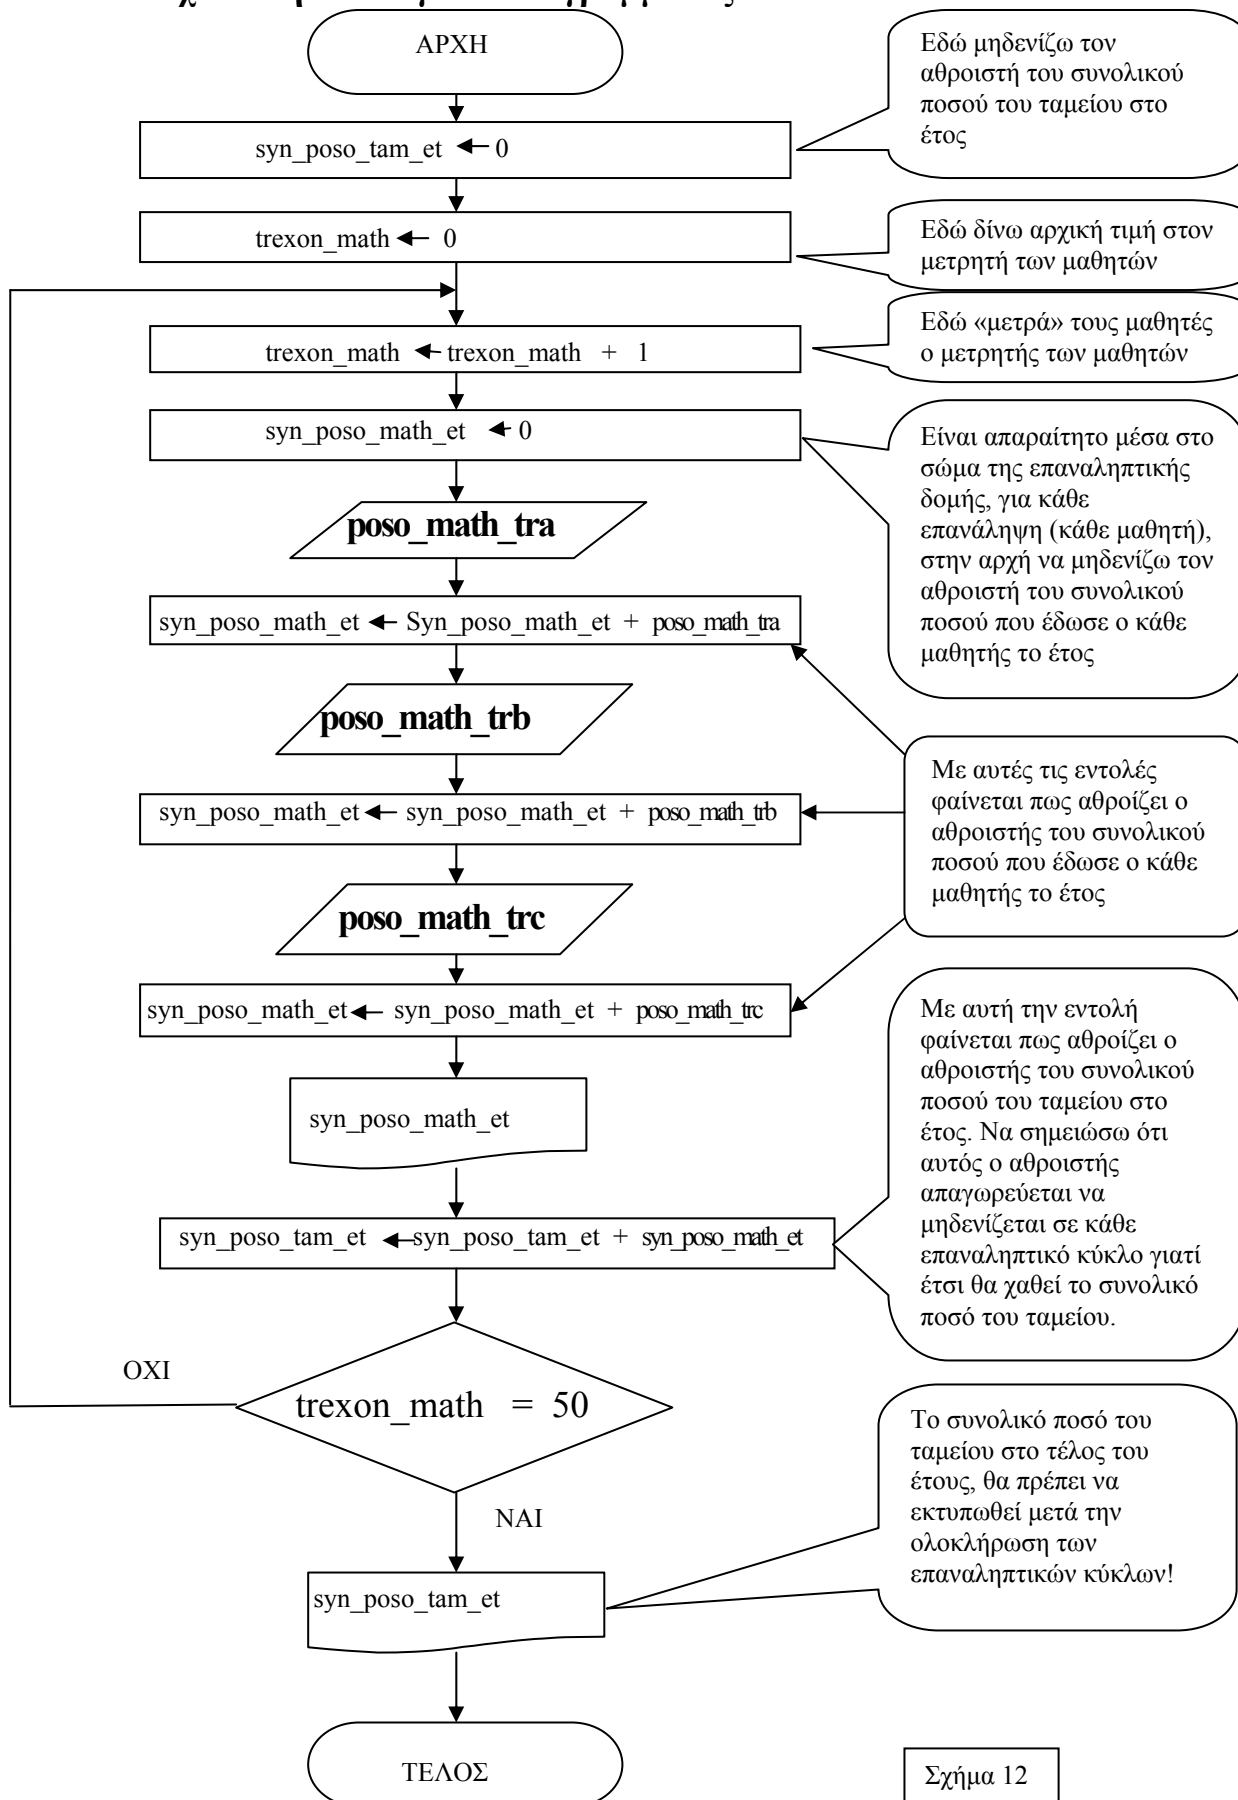 ΑΡΧΗ
Εδώ μηδενίζω τον
αθροιστή του συνολικού
ποσού του ταμείου στο
έτος
syn_poso_tam_et ← 0
trexon_math ← 0
Εδώ δίνω αρχική τιμή στον
μετρητή των μαθητών
Εδώ «μετρά» τους μαθητές
ο μετρητής των μαθητών
trexon_math ← trexon_math + 1
syn_poso_math_et ← 0
Είναι απαραίτητο μέσα στο
σώμα της επαναληπτικής
δομής, για κάθε
επανάληψη (κάθε μαθητή),
στην αρχή να μηδενίζω τον
αθροιστή του συνολικού
ποσού που έδωσε ο κάθε
μαθητής το έτος
poso_math_tra
syn_poso_math_et ← Syn_poso_math_et + poso_math_tra
poso_math_trb
syn_poso_math_et ← syn_poso_math_et + poso_math_trb
Με αυτές τις εντολές
φαίνεται πως αθροίζει ο
αθροιστής του συνολικού
ποσού που έδωσε ο κάθε
μαθητής το έτος
poso_math_trc
syn_poso_math_et ← syn_poso_math_et + poso_math_trc
Με αυτή την εντολή
φαίνεται πως αθροίζει ο
αθροιστής του συνολικού
ποσού του ταμείου στο
έτος. Να σημειώσω ότι
αυτός ο αθροιστής
απαγωρεύεται να
μηδενίζεται σε κάθε
επαναληπτικό κύκλο γιατί
έτσι θα χαθεί το συνολικό
ποσό του ταμείου.
syn_poso_math_et
syn_poso_tam_et ← syn_poso_tam_et + syn_poso_math_et
ΟΧΙ
trexon_math = 50
ΝΑΙ
Το συνολικό ποσό του
ταμείου στο τέλος του
έτους, θα πρέπει να
εκτυπωθεί μετά την
ολοκλήρωση των
επαναληπτικών κύκλων!
syn_poso_tam_et
ΤΕΛΟΣ
Σχήμα 12